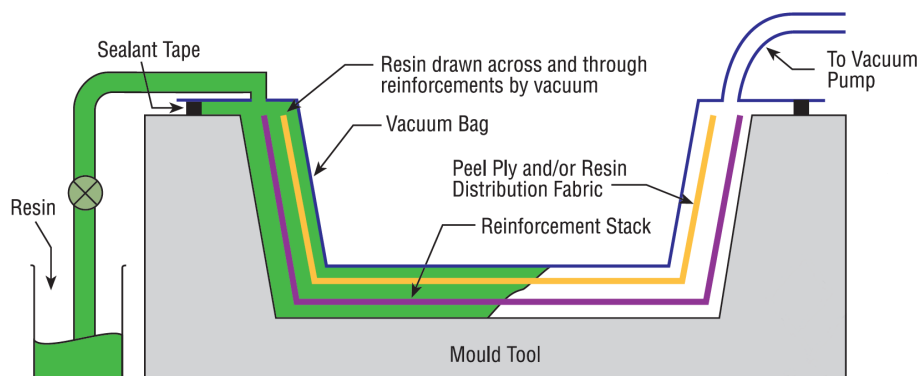 Sealant Tape
Resin drawn across and through
reinforcements by vacuum
To Vacuum
Pump
Vacuum Bag
Peel Ply and/or Resin
Distribution Fabric
Resin
Reinforcement Stack
Mould Tool